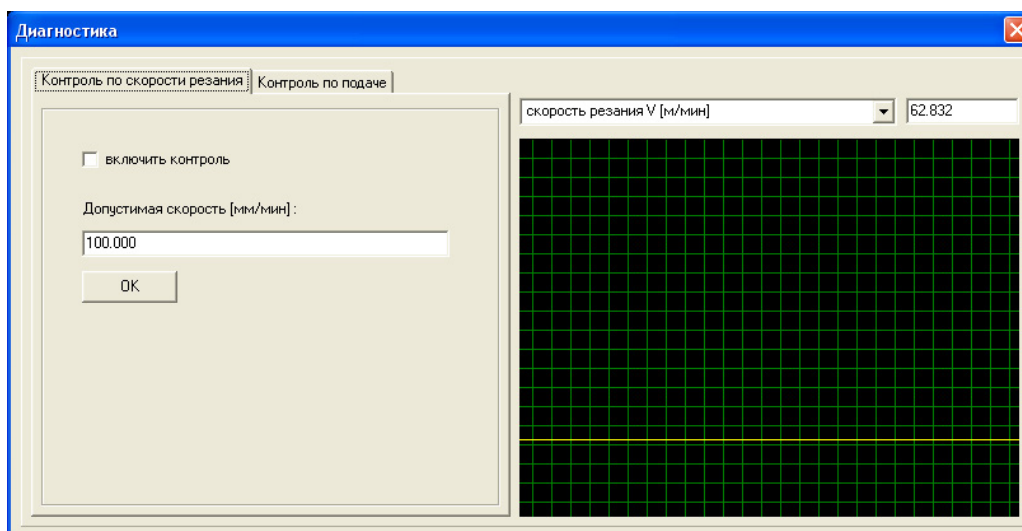 Диагностика
Контроль по скорости резания
Контроль по подаче
включить контроль
Допустимая скорость [мм/мин] :
100.000
OK
скорость резания V [м/мин]
62.832